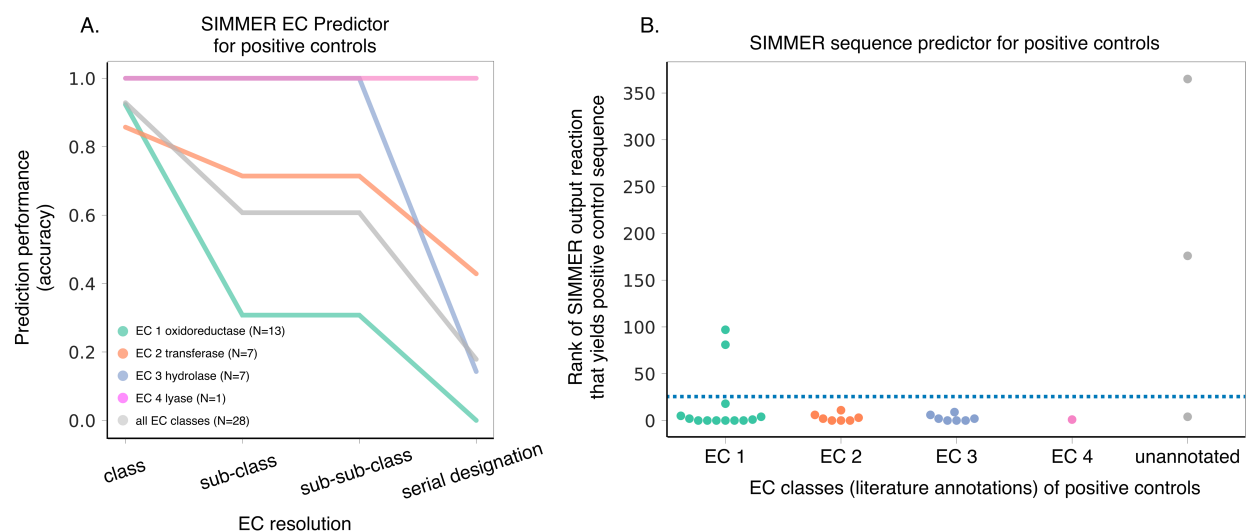 A.
SIMMER EC Predictor
for positive controls
Prediction performance
(accuracy)
1.0
0.8
0.6
0.4
0.2
0.0
EC 1 oxidoreductase (N=13)
EC 2 transferase (N=7)
EC 3 hydrolase (N=7)
EC 4 lyase (N=1)
all EC classes (N=28)
class
sub-class
sub-sub-class
serial designation
EC resolution
B.
SIMMER sequence predictor for positive controls
Rank of SIMMER output reaction
that yields positive control sequence
350
300
250
200
150
100
50
0
EC 1
EC 2
EC 3
EC 4
unannotated
EC classes (literature annotations) of positive controls